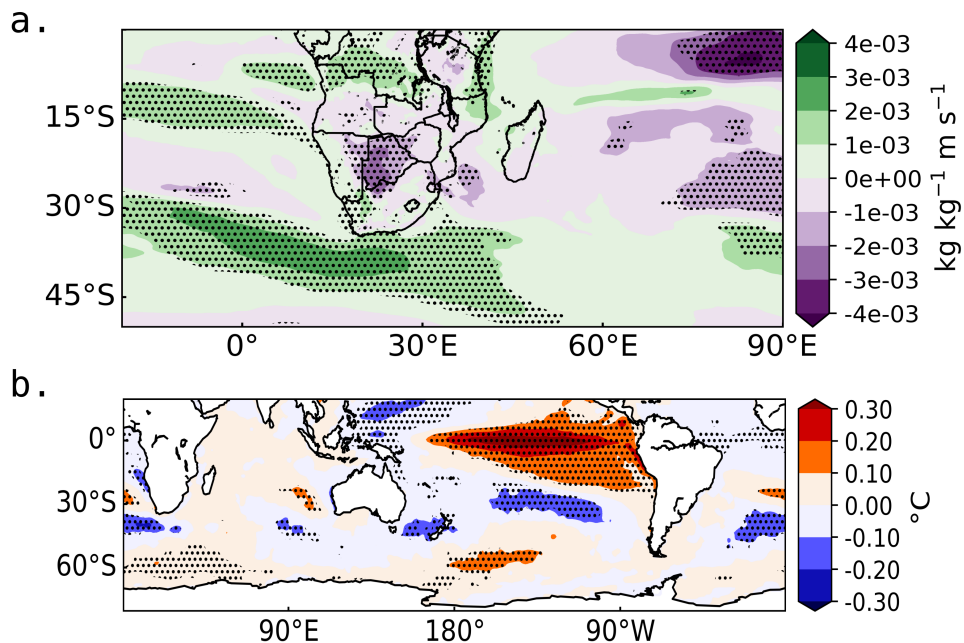 a.
15°S
30°S
45°S
0°
30°E
60°E
90°E
4e-03
3e-03
2e-03
1e-03
0e+00
-1e-03
-2e-03
-3e-03
-4e-03
kg kg⁻¹ m s⁻¹
b.
0°
30°S
60°S
90°E
180°
90°W
0.30
0.20
0.10
0.00
-0.10
-0.20
-0.30
°C